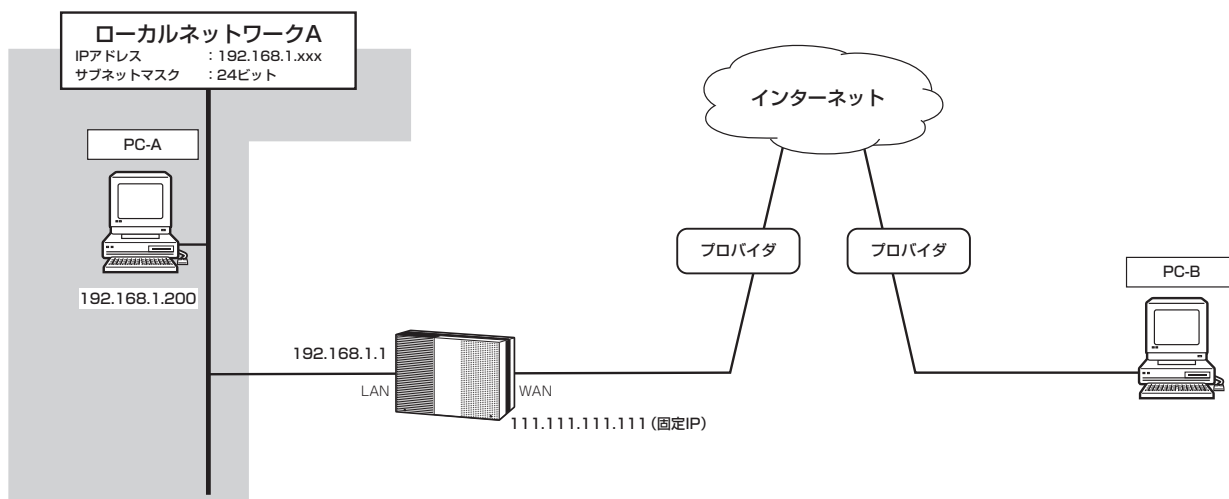 ローカルネットワークA
IPアドレス :192.168.1.xxx
サブネットマスク :24ビット
PC-A
192.168.1.200
インターネット
プロバイダ
プロバイダ
PC-B
192.168.1.1
LAN
WAN
111.111.111.111(固定IP)